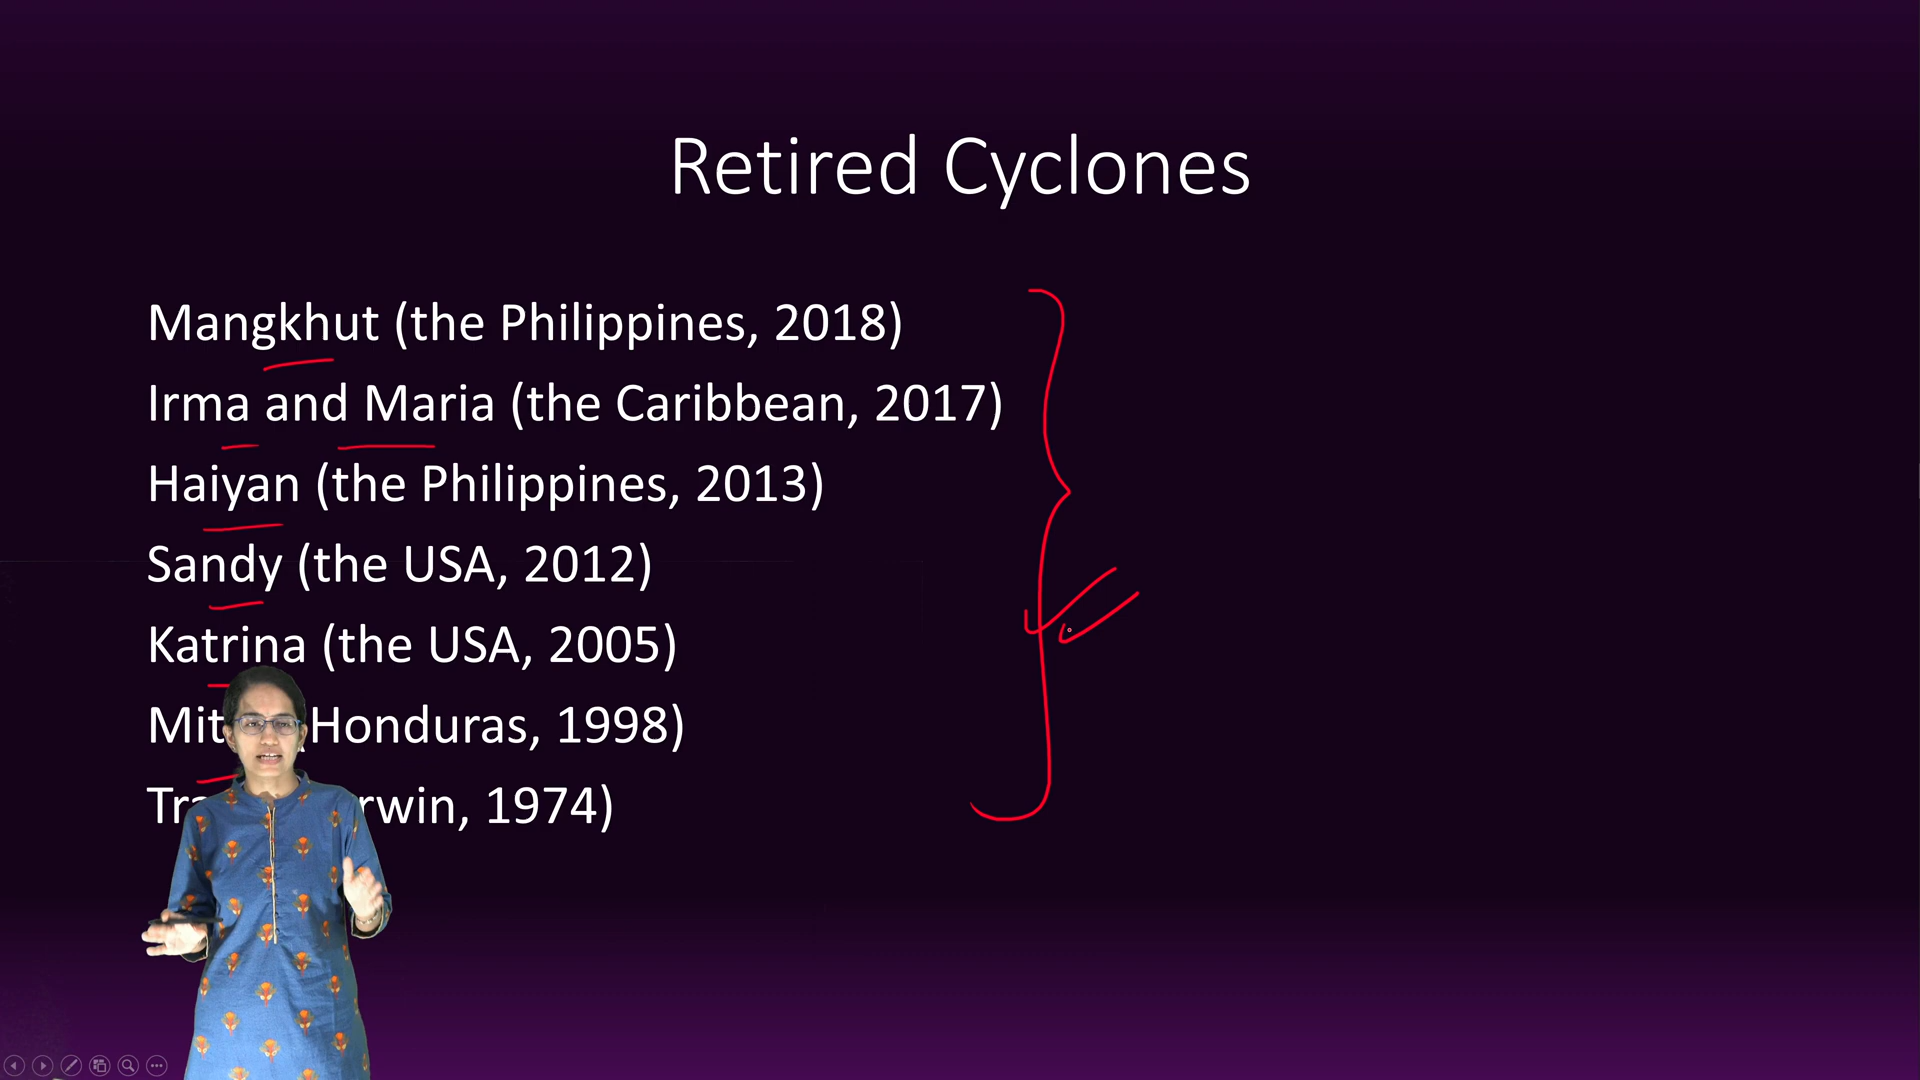 Retired Cyclones
Mangkhut (the Philippines, 2018)
Irma and Maria (the Caribbean, 2017)
Haiyan (the Philippines, 2013)
Sandy (the USA, 2012)
Katrina (the USA, 2005)
Honduras, 1998)
1974)